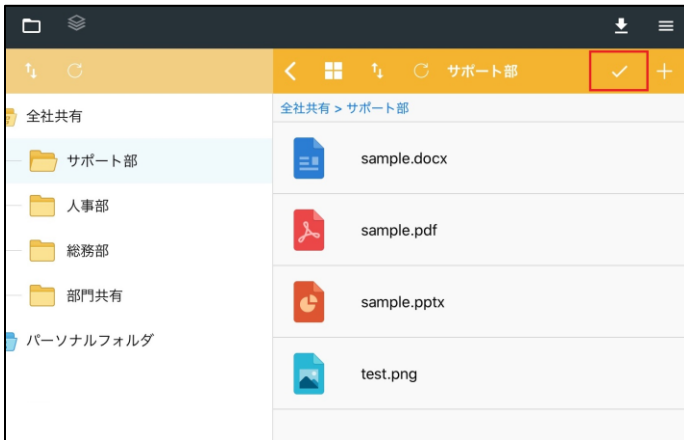 サポート部
全社共有
サポート部
人事部
総務部
部門共有
パーソナルフォルダ
全社共有 > サポート部
sample.docx
sample.pdf
sample.pptx
test.png